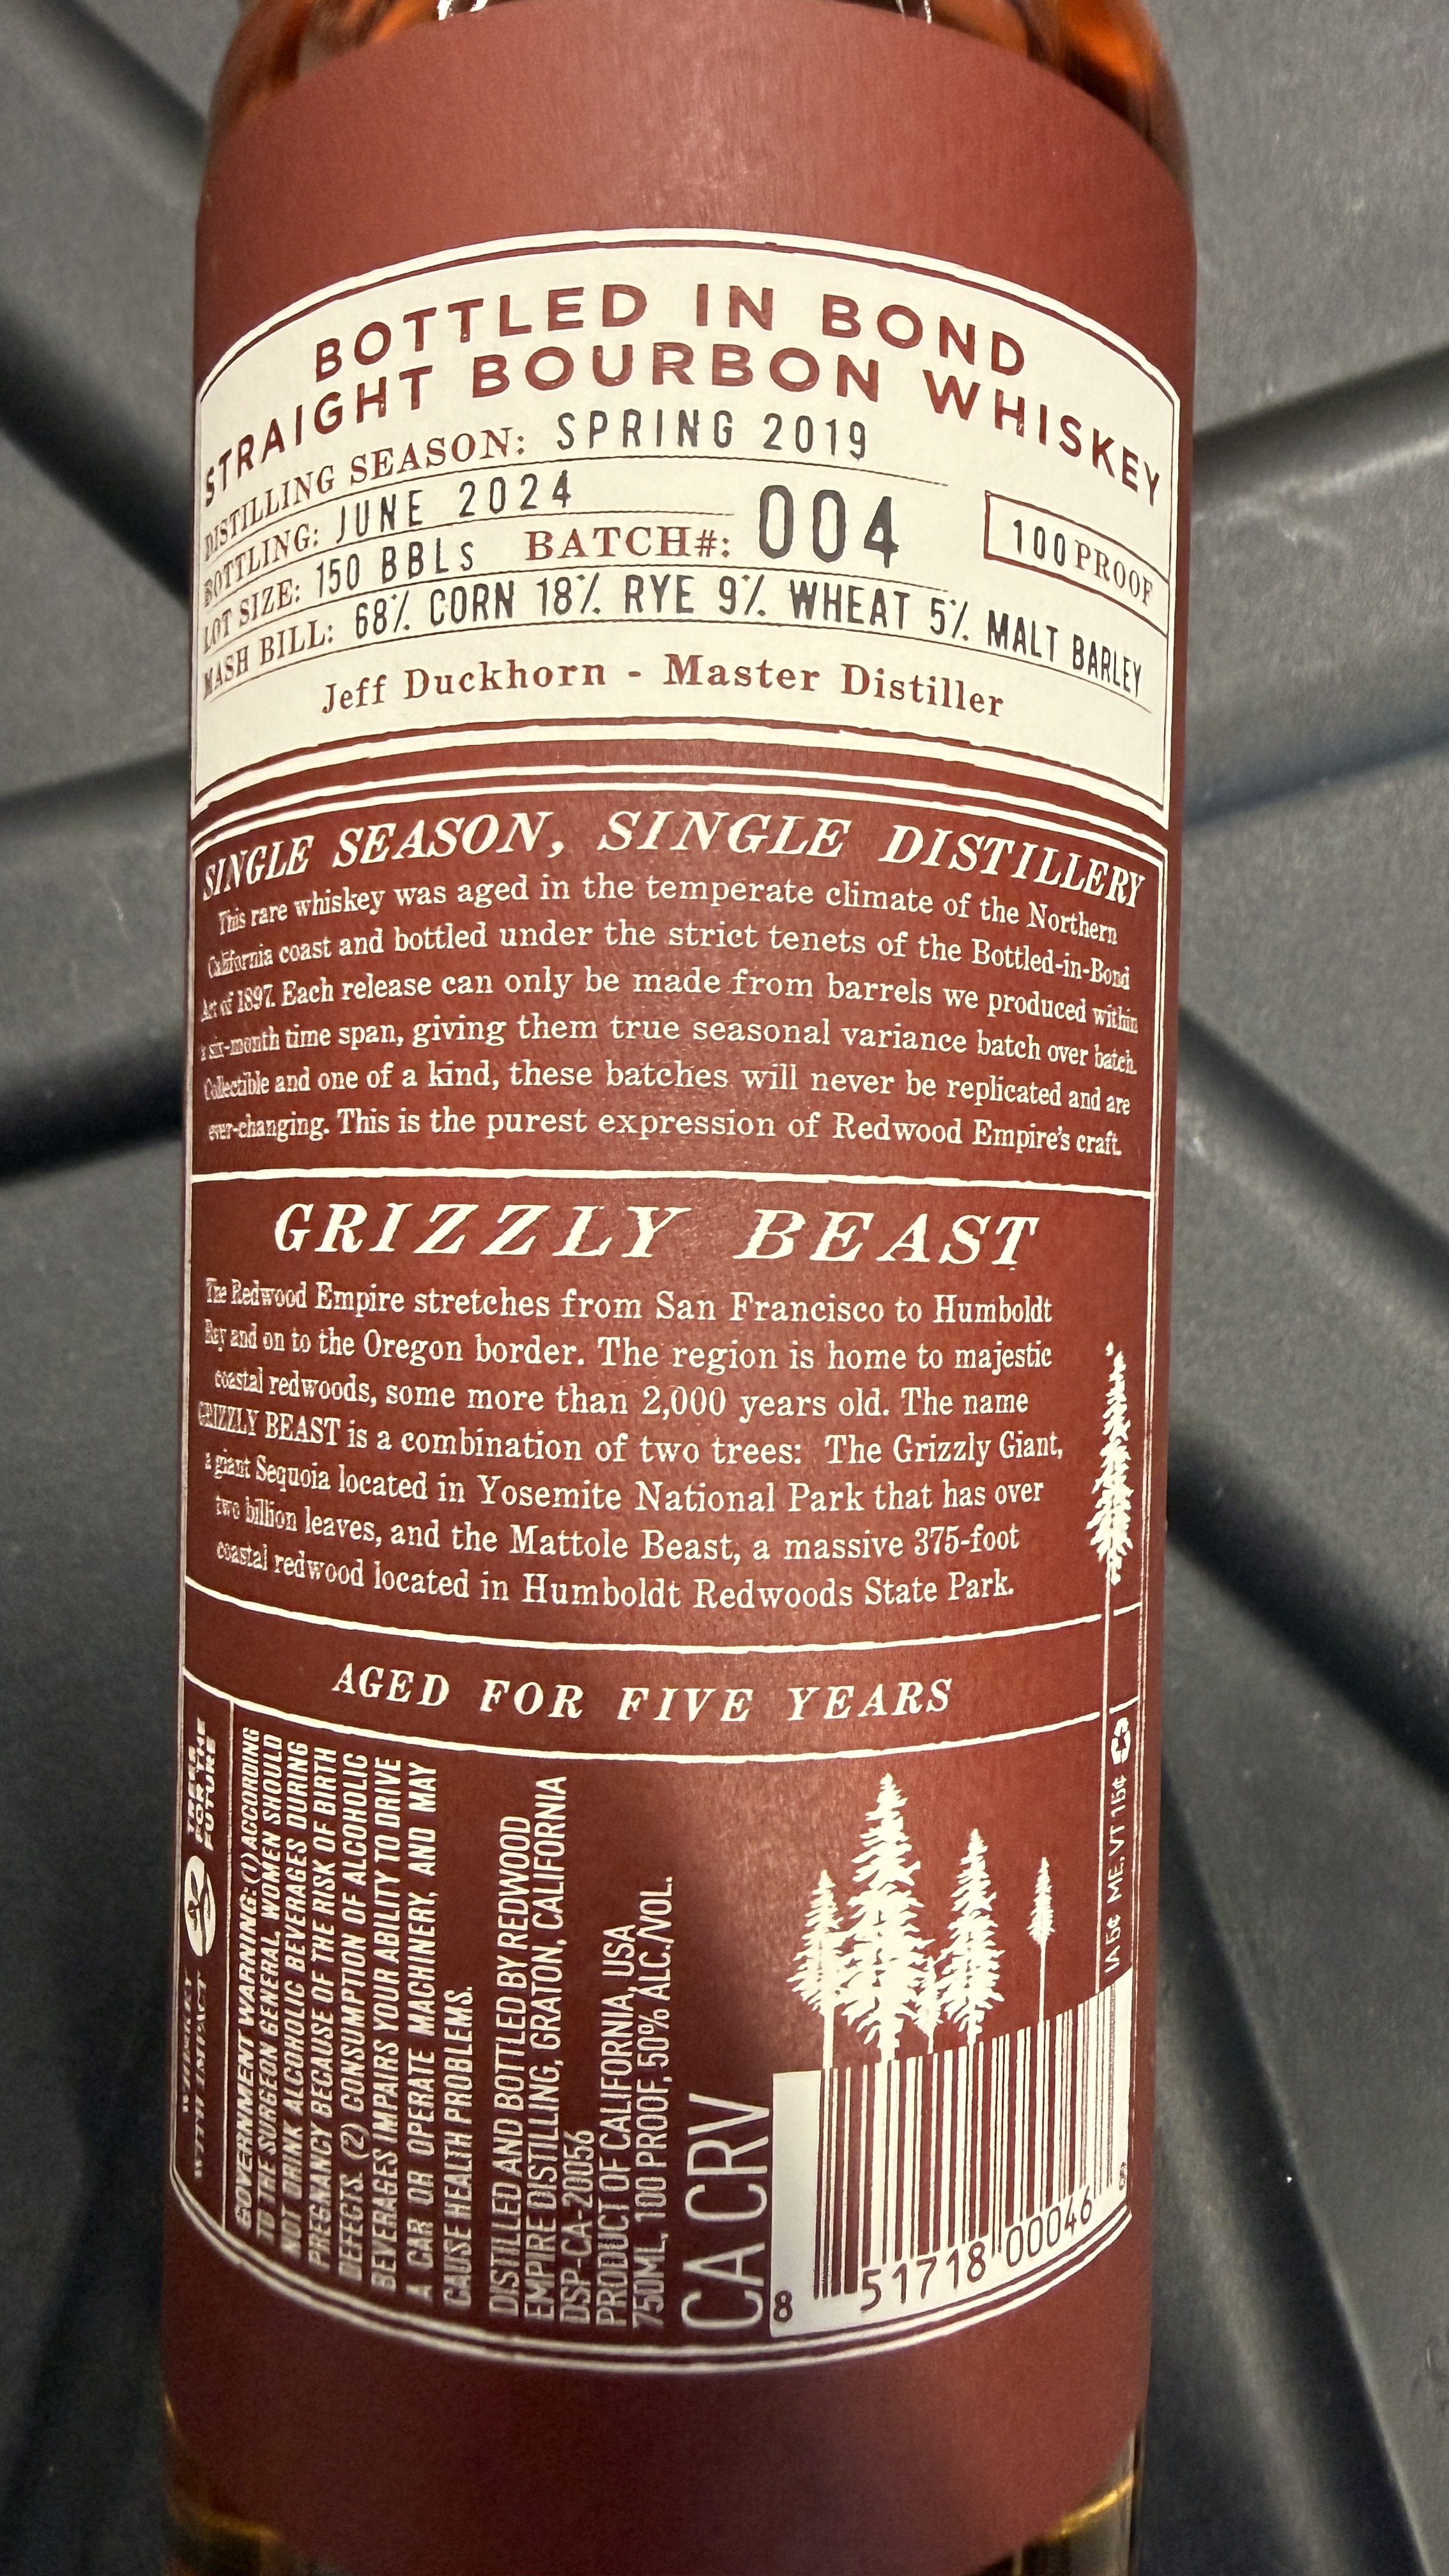 BOTTLED IN BOND
STRAIGHT BOURBON WHISKEY
DISTILLING SEASON: SPRING 2019
BOTTLING: JUNE 2024
LOT SIZE: 150 BBLs BATCH#: 004
100 PROOF
MASH BILL: 68% CORN 18% RYE 9% WHEAT 5% MALT BARLEY
Jeff Duckhorn - Master Distiller
SINGLE SEASON, SINGLE DISTILLERY
This rare whiskey was aged in the temperate climate of the Northern
California coast and bottled under the strict tenets of the Bottled-in-Bond
Act of 1897. Each release can only be made from barrels we produced within
a six-month time span, giving them true seasonal variance batch over batch.
Collectible and one of a kind, these batches will never be replicated and are
ever-changing. This is the purest expression of Redwood Empire's craft.
GRIZZLY BEAST
The Redwood Empire stretches from San Francisco to Humboldt
Bay and on to the Oregon border. The region is home to majestic
coastal redwoods, some more than 2,000 years old. The name
GRIZZLY BEAST is a combination of two trees: The Grizzly Giant,
a giant Sequoia located in Yosemite National Park that has over
two billion leaves, and the Mattole Beast, a massive 375-foot
coastal redwood located in Humboldt Redwoods State Park.
AGED FOR FIVE YEARS
WHISKEY
WITH IMPACT
TREES
FOR THE
FUTURE
GOVERNMENT WARNING: (1) ACCORDING
TO THE SURGEON GENERAL, WOMEN SHOULD
NOT DRINK ALCOHOLIC BEVERAGES DURING
PREGNANCY BECAUSE OF THE RISK OF BIRTH
DEFECTS. (2) CONSUMPTION OF ALCOHOLIC
BEVERAGES IMPAIRS YOUR ABILITY TO DRIVE
A CAR OR OPERATE MACHINERY, AND MAY
CAUSE HEALTH PROBLEMS.
DISTILLED AND BOTTLED BY REDWOOD
EMPIRE DISTILLING, GRATON, CALIFORNIA
DSP-CA-20056
PRODUCT OF CALIFORNIA, USA
750ML, 100 PROOF, 50% ALC./VOL.
CA CRV
IA 5¢ ME, VT 15¢
8 51718 00046 8